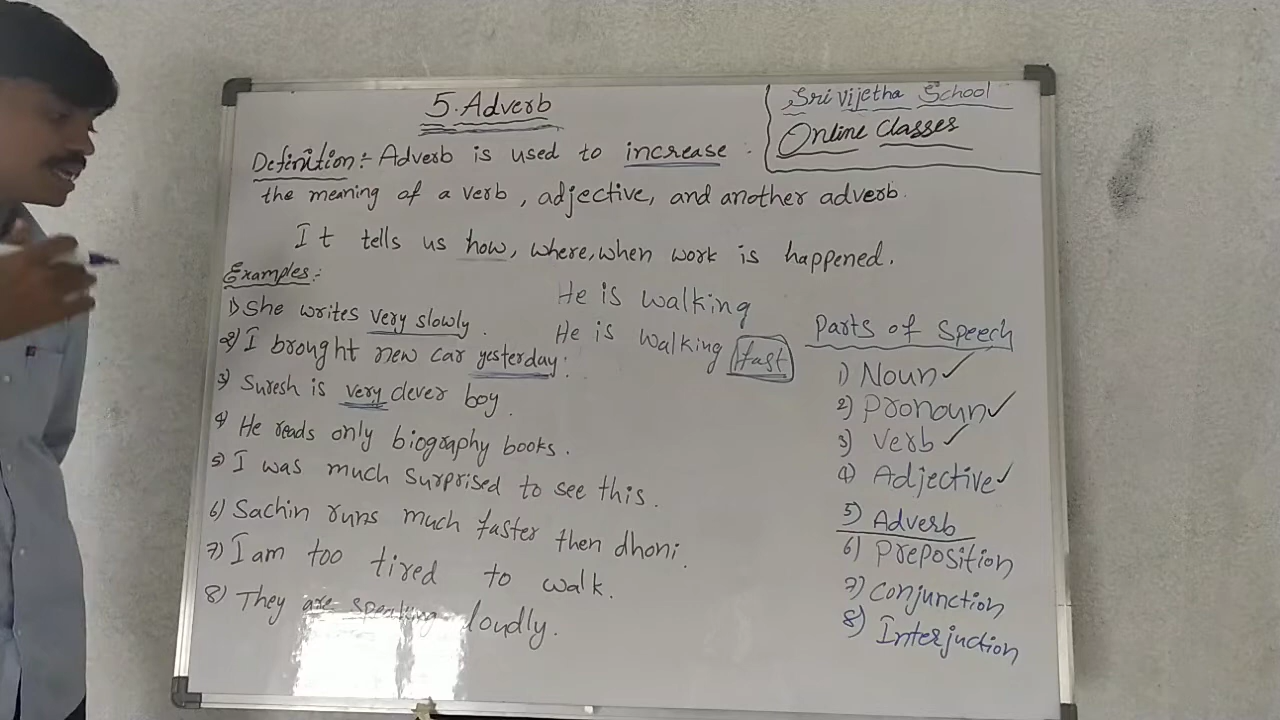 5. Adverb
Sri Vijetha School
Online Classes
Definition:- Adverb is used to increase
the meaning of a verb, adjective, and another adverb.
It tells us how, where, when work is happened.
Examples:-
1) She writes very slowly.
2) I brought new car yesterday.
3) Suresh is very clever boy.
4) He reads only biography books.
5) I was much surprised to see this.
6) Sachin runs much faster then dhoni.
7) I am too tired to walk.
8) They are speaking loudly.
He is walking
He is walking fast
Parts of Speech
1) Noun ✓
2) Pronoun ✓
3) Verb ✓
4) Adjective ✓
5) Adverb
6) Preposition
7) Conjunction
8) Interjuction